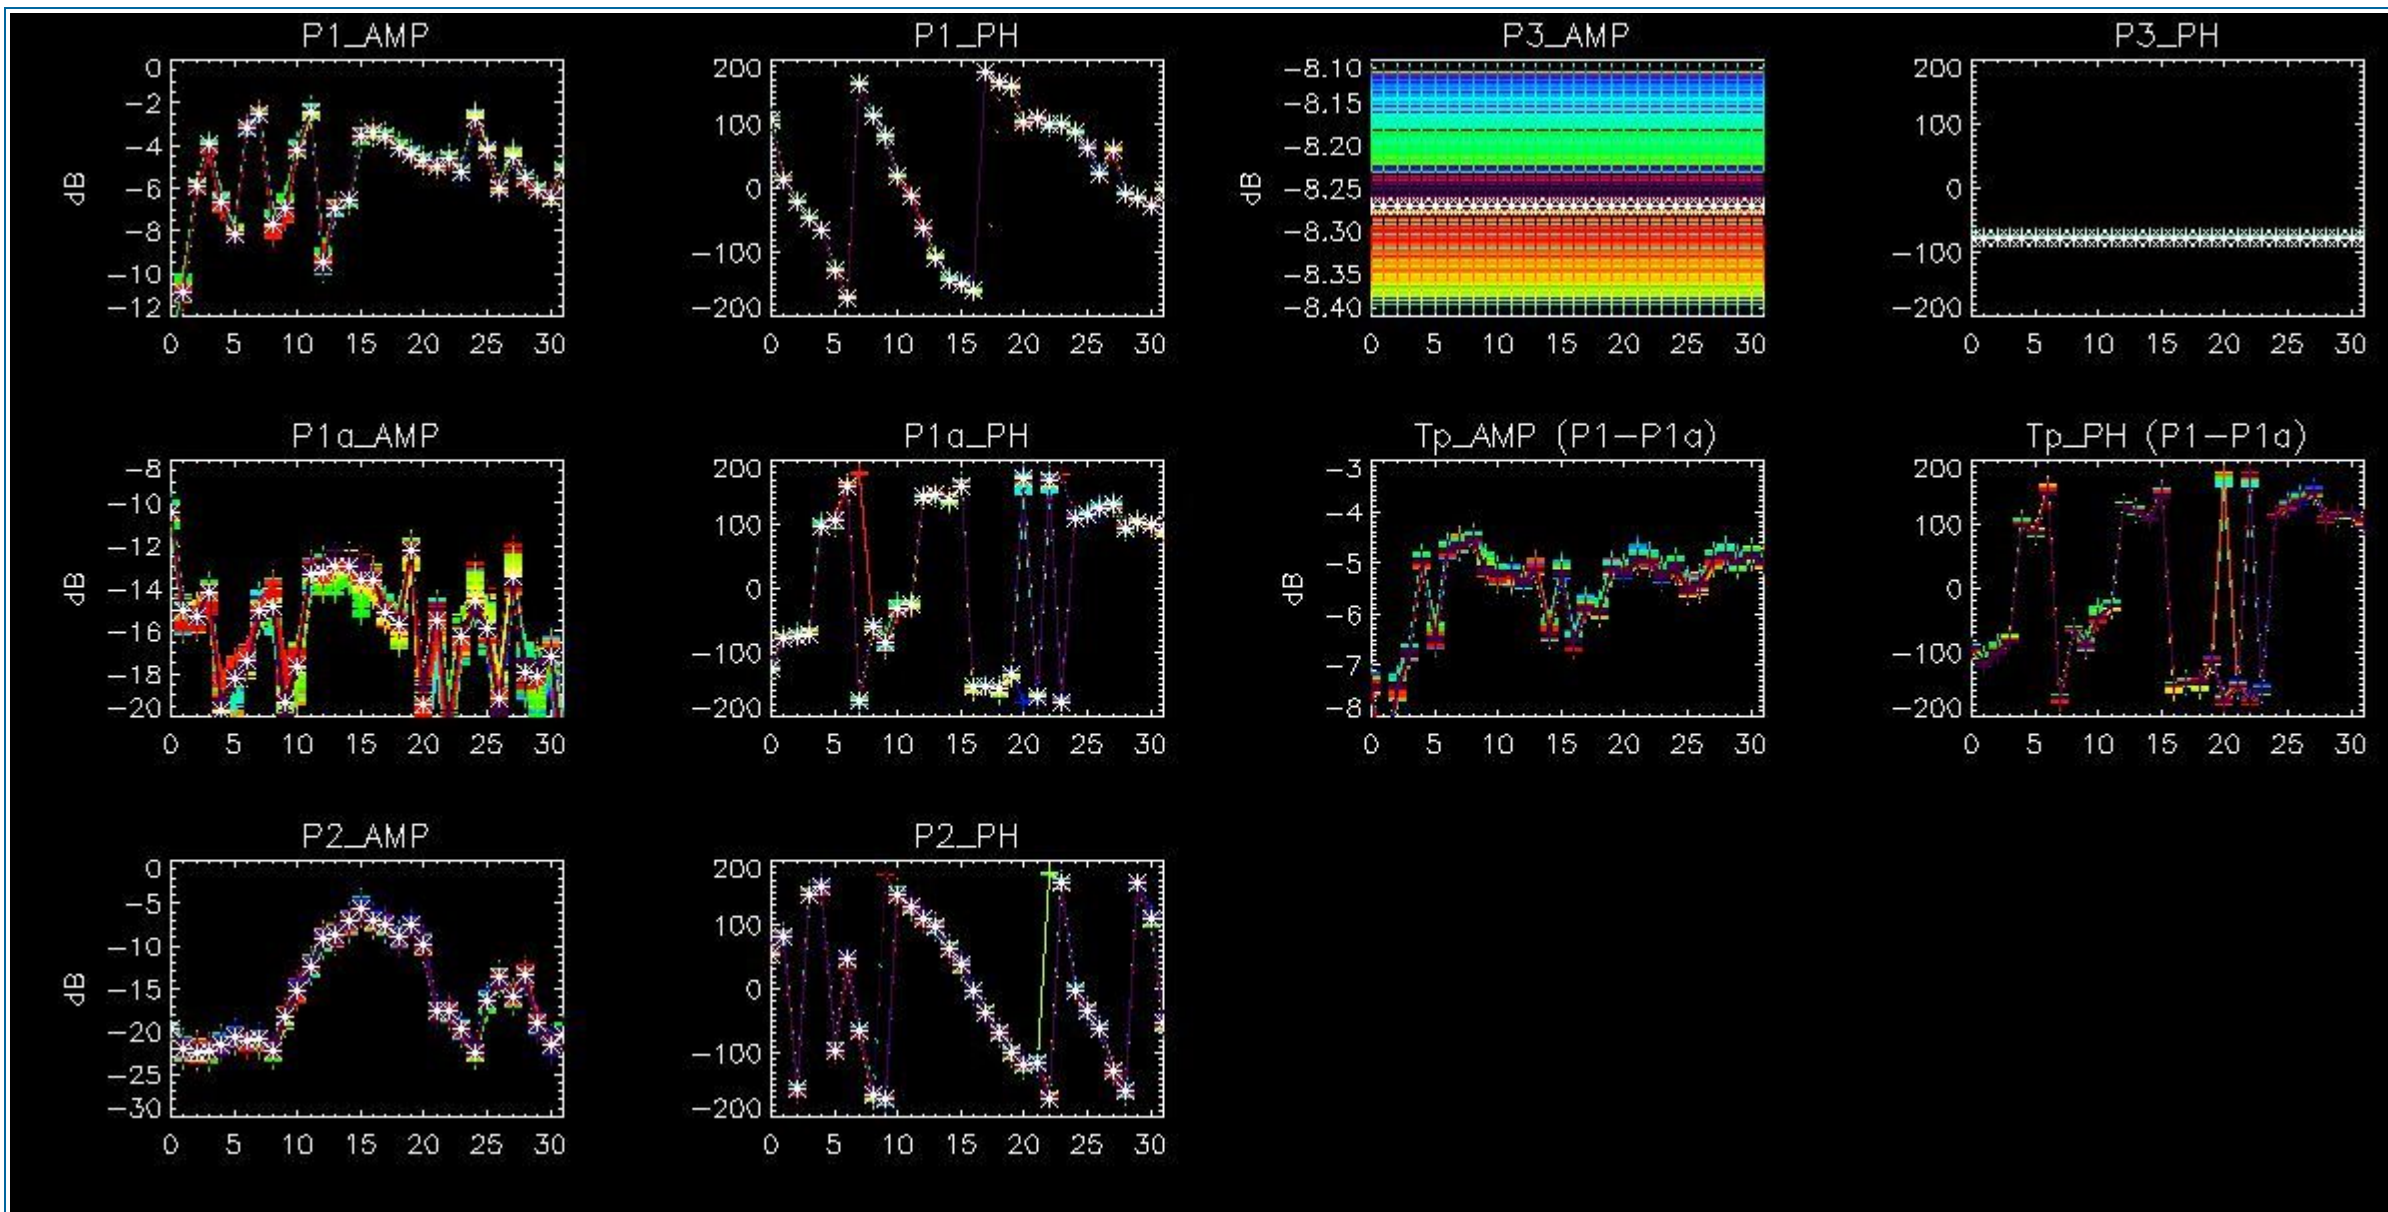 P1_AMP P1_PH P3_AMP P3_PH
0 200 −8.10 200
−2 −8.15
100 100
−4 −8.20
dB −6 0 dB −8.25 0
−8 −8.30
−100 −100
−10 −8.35
−12 −200 −8.40 −200
0 5 10 15 20 25 30 0 5 10 15 20 25 30 0 5 10 15 20 25 30 0 5 10 15 20 25 30
P1a_AMP P1a_PH Tp_AMP (P1−P1a) Tp_PH (P1−P1a)
−8 200 −3 200
−10
−4
100 100
−12
−5
dB −14 0 dB 0
−6
−16
−100 −7 −100
−18
−20 −200 −8 −200
0 5 10 15 20 25 30 0 5 10 15 20 25 30 0 5 10 15 20 25 30 0 5 10 15 20 25 30
P2_AMP P2_PH
0 200
−5
100
−10
dB −15 0
−20
−100
−25
−30 −200
0 5 10 15 20 25 30 0 5 10 15 20 25 30